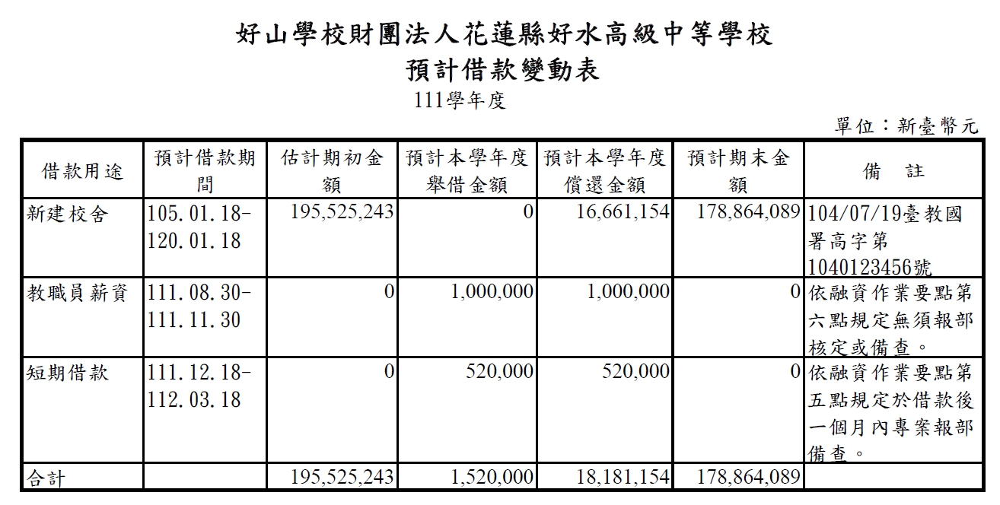 好山學校財團法人花蓮縣好水高級中等學校
預計借款變動表
111學年度
單位：新臺幣元
借款用途
預計借款期
間
估計期初金
額
預計本學年度
舉借金額
預計本學年度
償還金額
預計期末金
額
備 註
新建校舍
105.01.18-
120.01.18
195,525,243
0
16,661,154
178,864,089
104/07/19臺教國
署高字第
1040123456號
教職員薪資
111.08.30-
111.11.30
0
1,000,000
1,000,000
0
依融資作業要點第
六點規定無須報部
核定或備查。
短期借款
111.12.18-
112.03.18
0
520,000
520,000
0
依融資作業要點第
五點規定於借款後
一個月內專案報部
備查。
合計
195,525,243
1,520,000
18,181,154
178,864,089